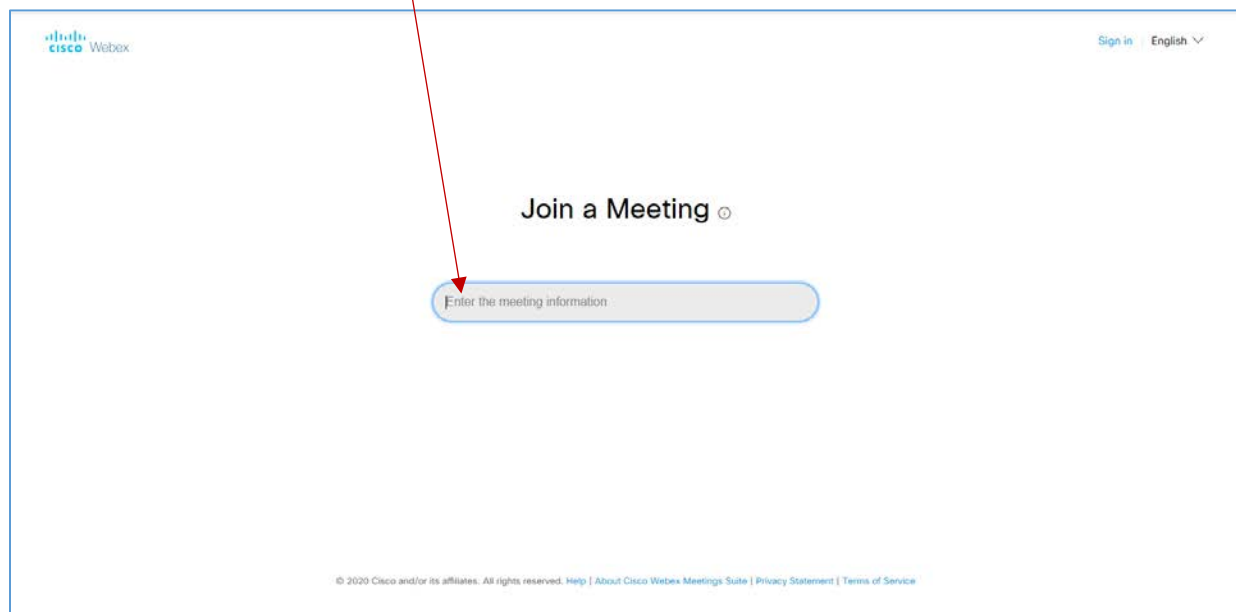 cisco Webex
Sign in English
Join a Meeting
Enter the meeting information
© 2020 Cisco and/or its affiliates. All rights reserved. Help | About Cisco Webex Meetings Suite | Privacy Statement | Terms of Service